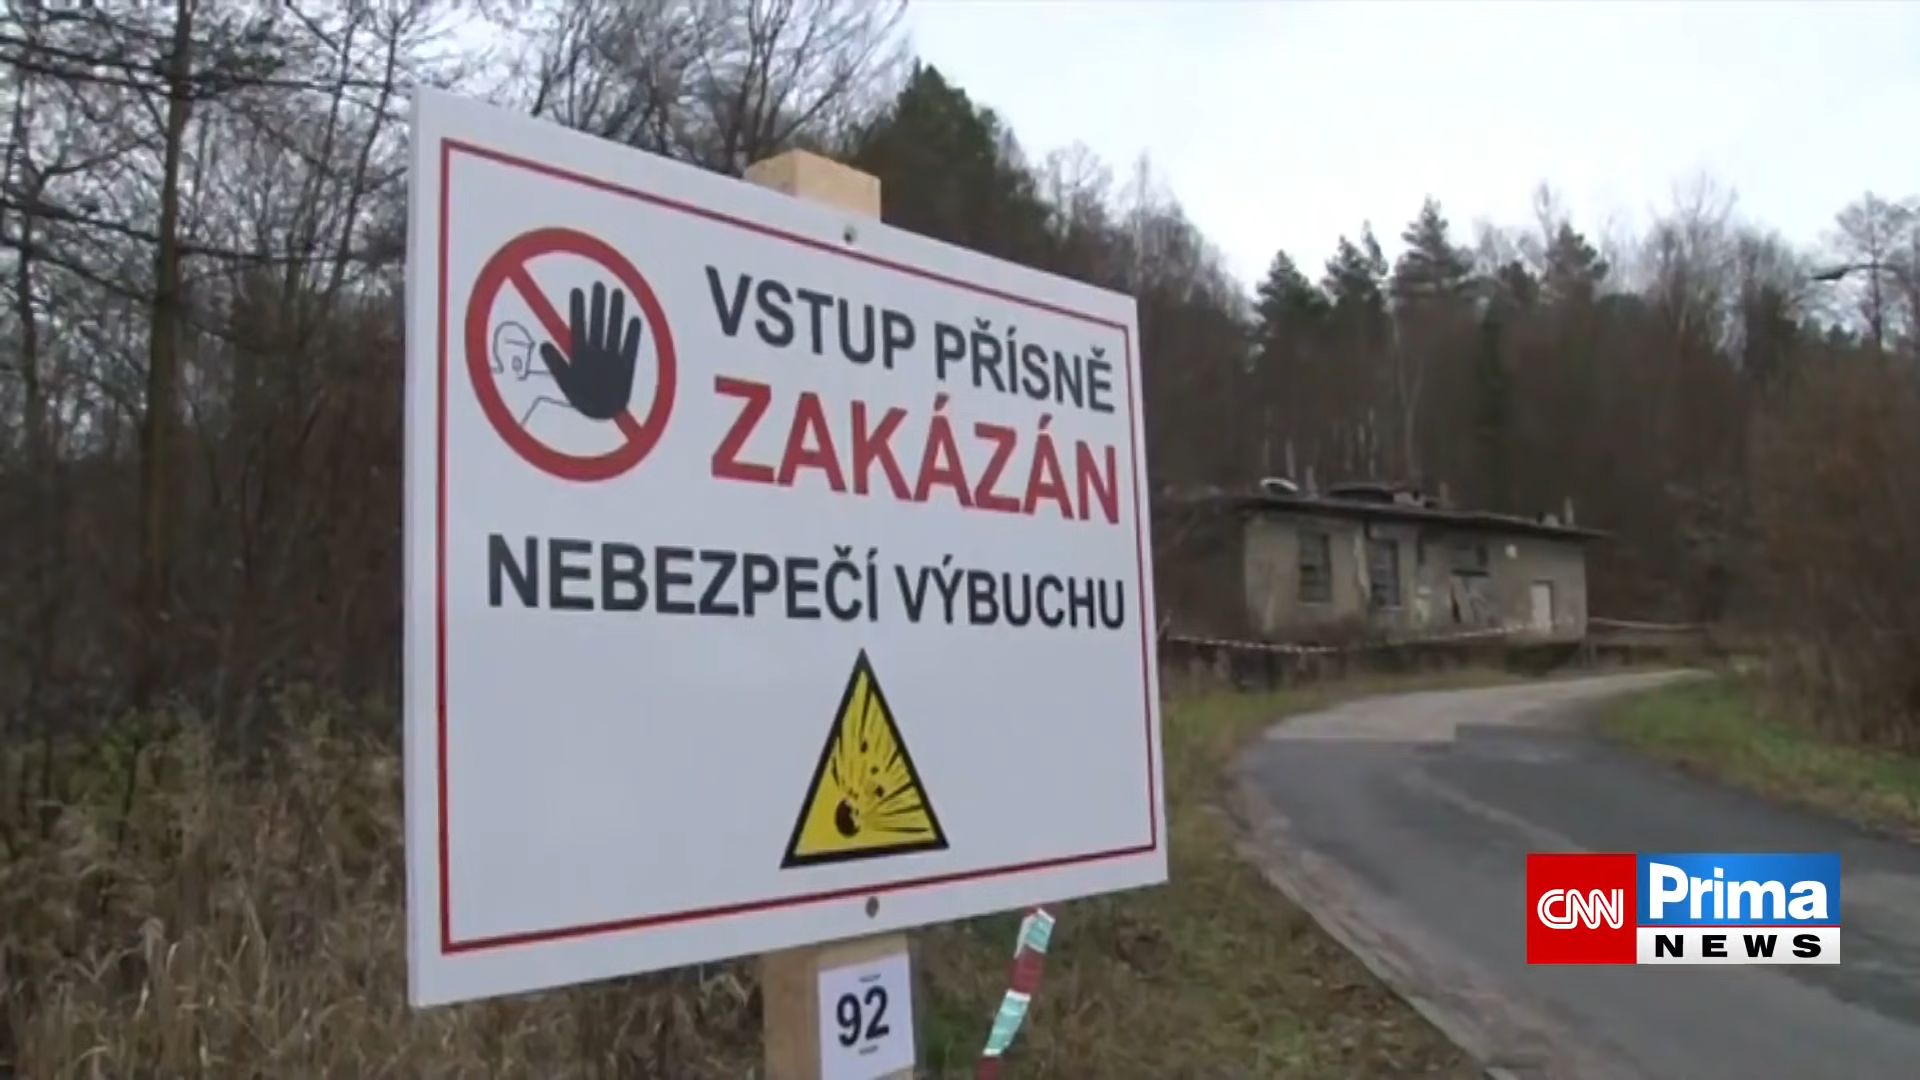 VSTUP PŘÍSNĚ
ZAKÁZÁN
NEBEZPEČÍ VÝBUCHU
92
CNN Prima
NEWS